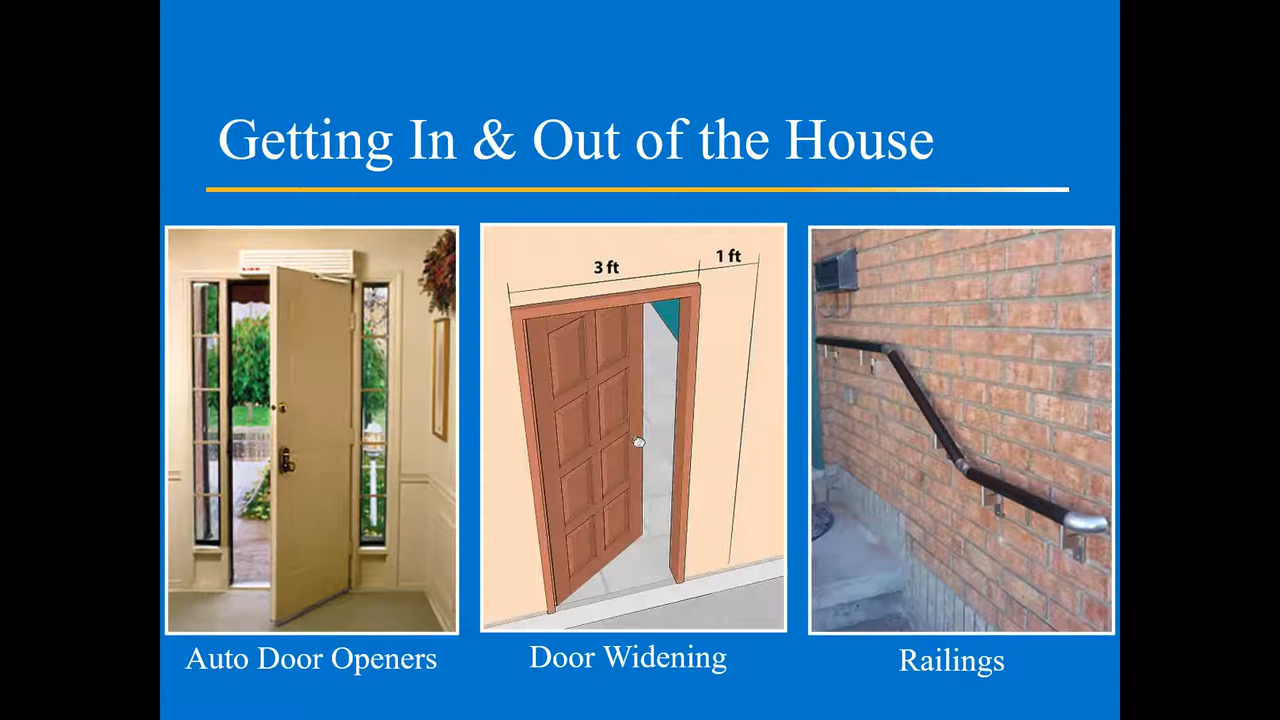 Getting In & Out of the House
3 ft
1 ft
Auto Door Openers
Door Widening
Railings